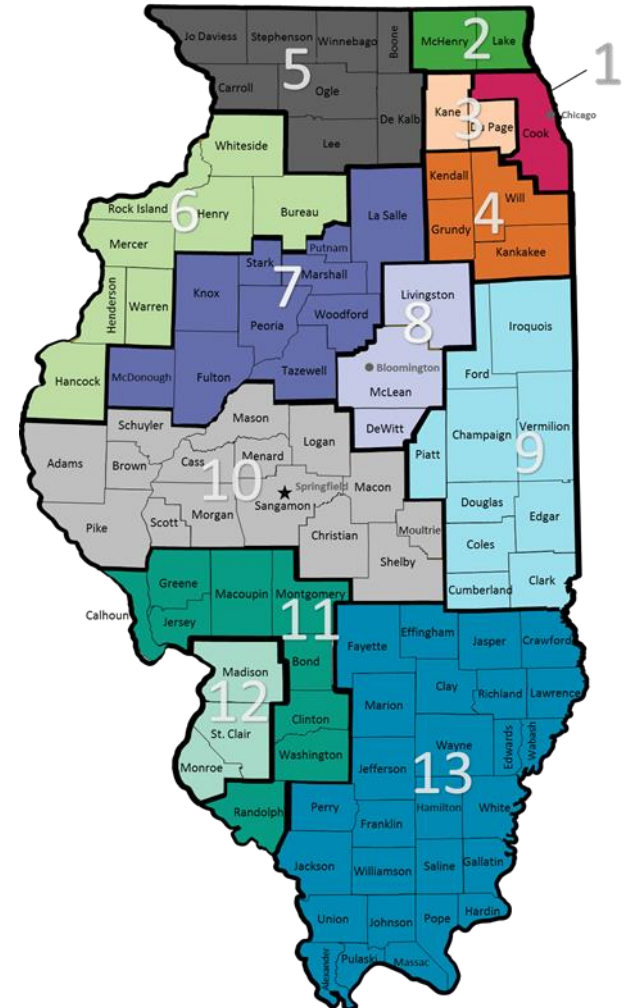 Jo Daviess
Stephenson
Winnebago
Boone
McHenry
Lake
2
1
5
Carroll
Ogle
De Kalb
Lee
Kane
3
Du Page
Cook
Chicago
Whiteside
Rock Island
6
Henry
Bureau
Mercer
Henderson
Warren
Hancock
Kendall
Will
4
Grundy
Kankakee
La Salle
Putnam
Stark
Marshall
7
Knox
Peoria
Woodford
McDonough
Fulton
Tazewell
Livingston
8
Bloomington
McLean
DeWitt
Iroquois
Ford
Champaign
Vermilion
9
Piatt
Douglas
Edgar
Coles
Cumberland
Clark
Schuyler
Mason
Logan
Adams
Brown
Cass
Menard
10
Springfield
Sangamon
Macon
Pike
Scott
Morgan
Christian
Moultrie
Shelby
Greene
Macoupin
Montgomery
Calhoun
Jersey
11
Bond
Clinton
Washington
Randolph
Madison
12
St. Clair
Monroe
Fayette
Effingham
Jasper
Crawford
Clay
Richland
Lawrence
Marion
Wayne
Edwards
Wabash
13
Jefferson
Perry
Hamilton
White
Franklin
Jackson
Williamson
Saline
Gallatin
Union
Johnson
Pope
Hardin
Alexander
Pulaski
Massac